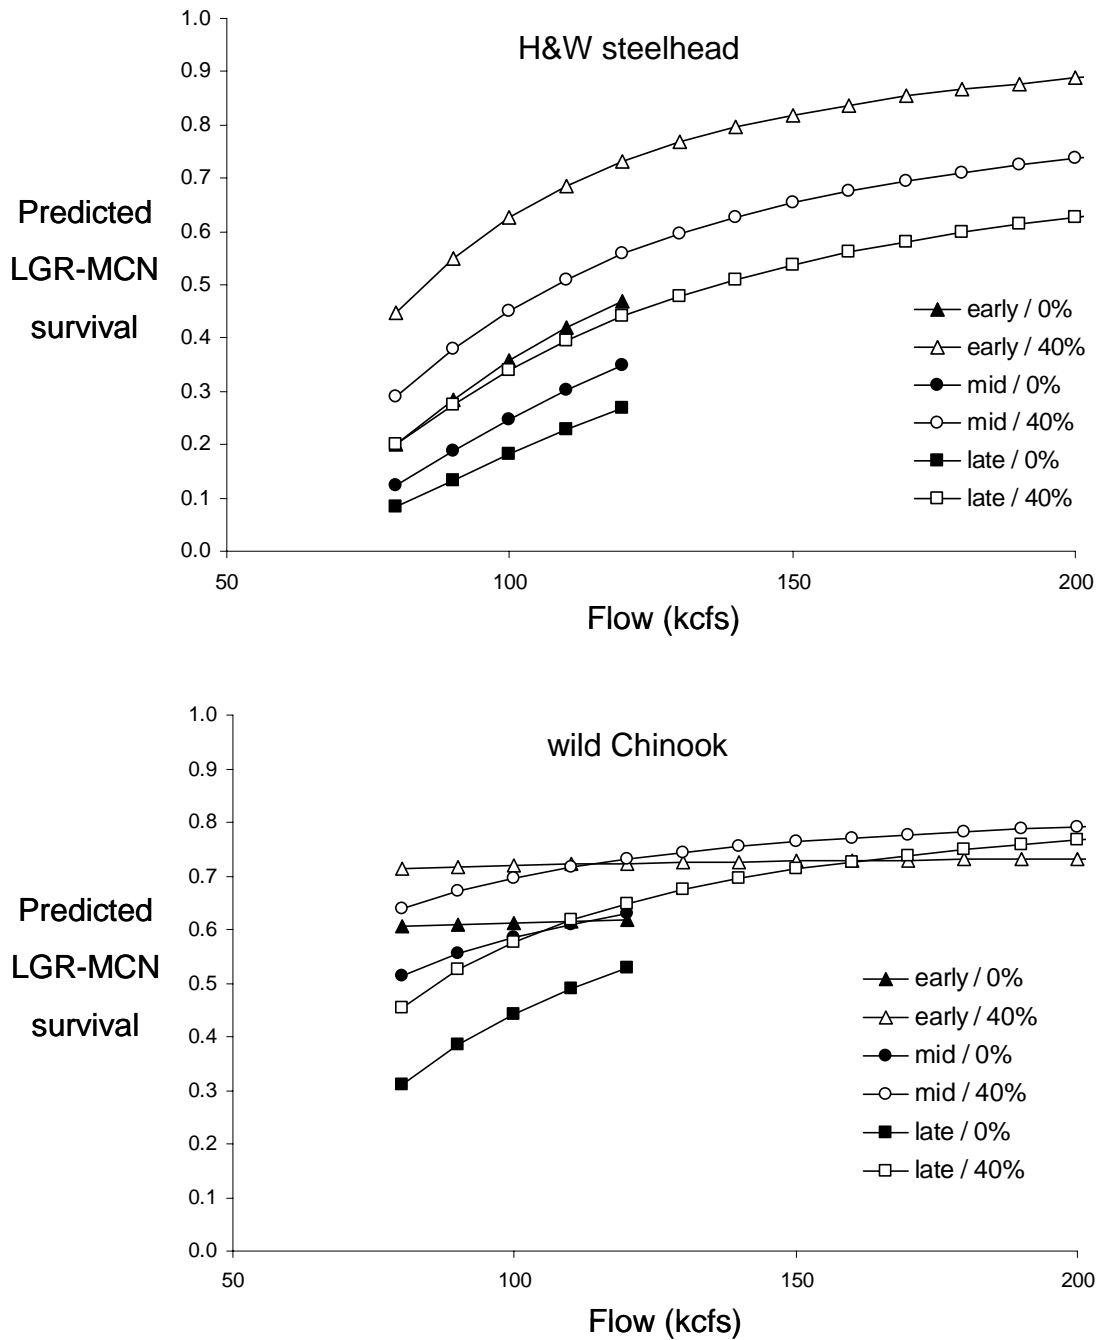 H&W steelhead
1.0
0.9
0.8
0.7
0.6
0.5
0.4
0.3
0.2
0.1
0.0
Predicted
LGR-MCN
survival
early / 0%
early / 40%
mid / 0%
mid / 40%
late / 0%
late / 40%
50 100 150 200
Flow (kcfs)
wild Chinook
1.0
0.9
0.8
0.7
0.6
0.5
0.4
0.3
0.2
0.1
0.0
Predicted
LGR-MCN
survival
early / 0%
early / 40%
mid / 0%
mid / 40%
late / 0%
late / 40%
50 100 150 200
Flow (kcfs)